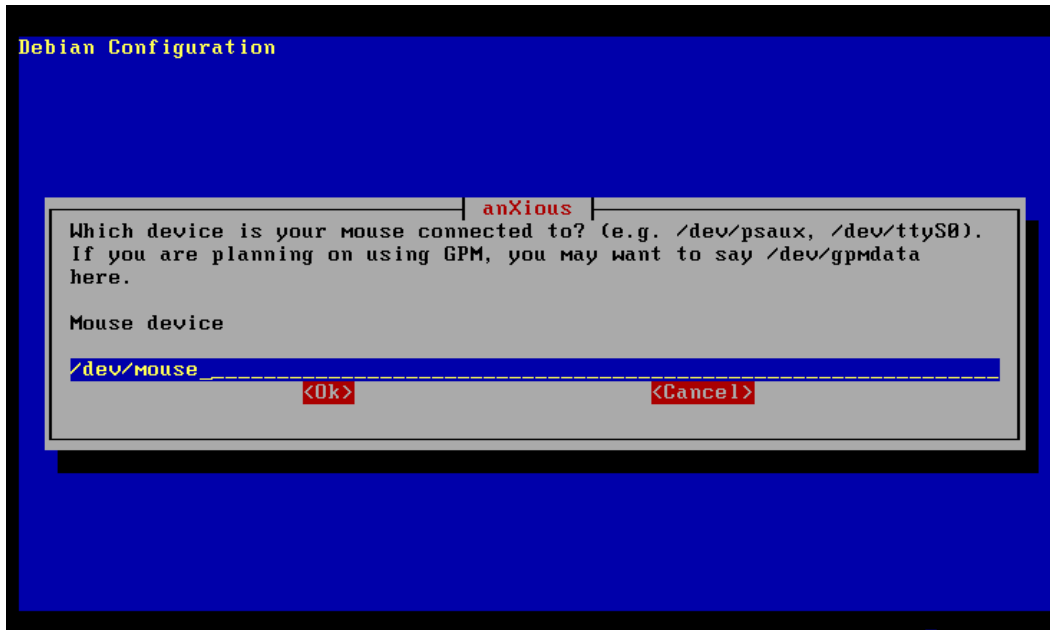 Debian Configuration
anXious
Which device is your mouse connected to? (e.g. /dev/psaux, /dev/ttyS0).
If you are planning on using GPM, you may want to say /dev/gpmdata
here.
Mouse device
/dev/mouse
<Ok> <Cancel>